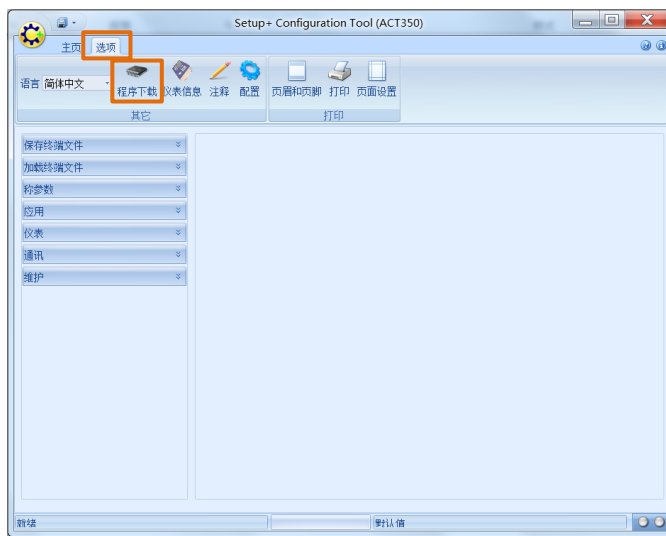 Setup+ Configuration Tool (ACT350)
主页 选项
语言 简体中文 程序下载 仪表信息 注释 配置 页眉和页脚 打印 页面设置
其它 打印
保存终端文件
加载终端文件
称参数
应用
仪表
通讯
维护
就绪 默认值